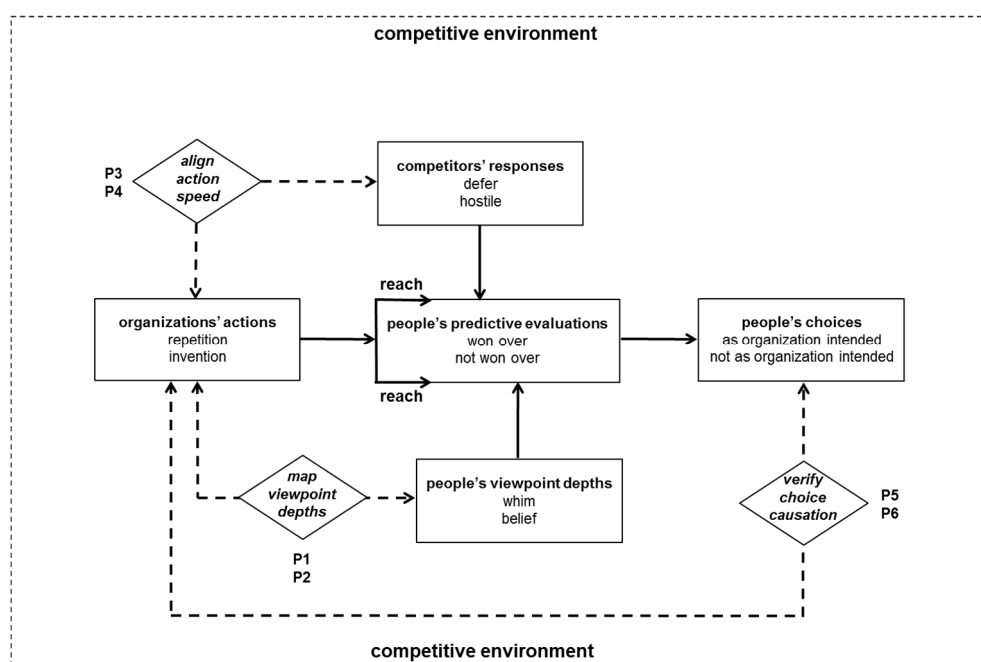 competitive environment
align
action
speed
P3
P4
competitors’ responses
defer
hostile
reach
organizations’ actions
repetition
invention
people’s predictive evaluations
won over
not won over
people’s choices
as organization intended
not as organization intended
reach
map
viewpoint
depths
P1
P2
people’s viewpoint depths
whim
belief
verify
choice
causation
P5
P6
competitive environment